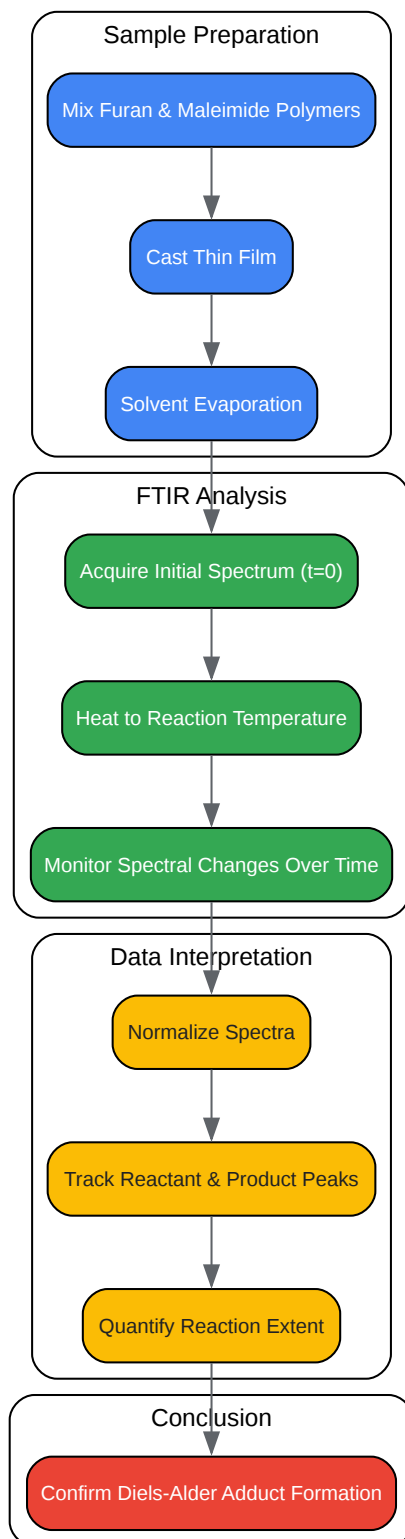 Sample Preparation
Mix Furan & Maleimide Polymers
Cast Thin Film
Solvent Evaporation
FTIR Analysis
Acquire Initial Spectrum (t=0)
Heat to Reaction Temperature
Monitor Spectral Changes Over Time
Data Interpretation
Normalize Spectra
Track Reactant & Product Peaks
Quantify Reaction Extent
Conclusion
Confirm Diels-Alder Adduct Formation